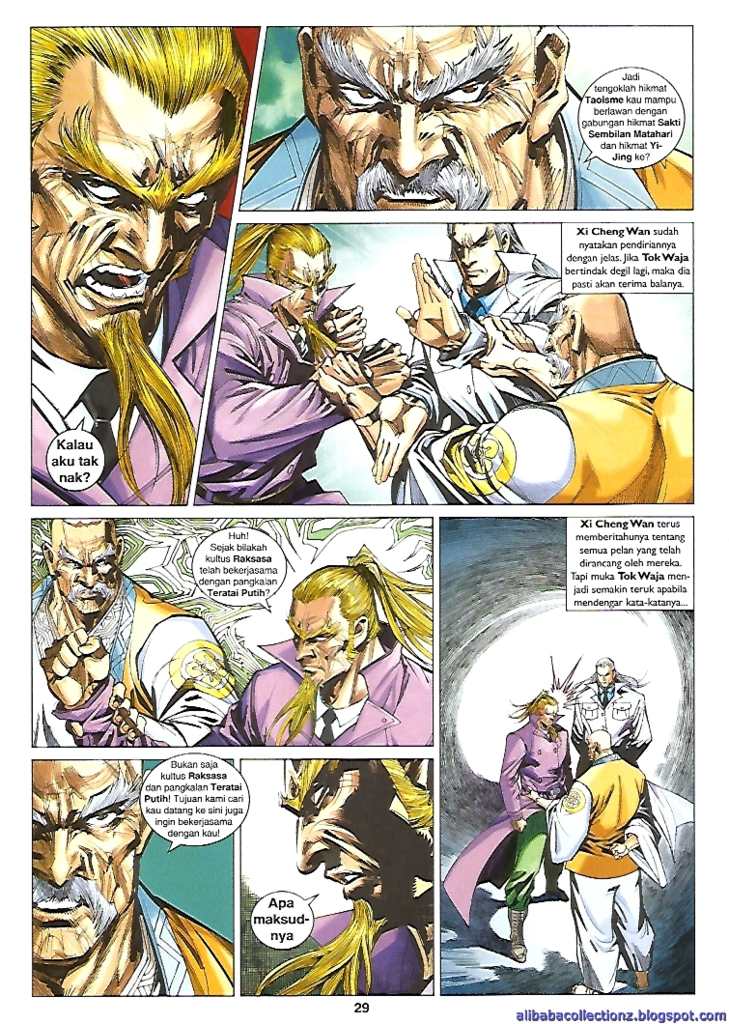 Kalau
aku tak
nak?
Jadi
tengoklah hikmat
Taoisme kau mampu
berlawan dengan
gabungan hikmat Sakti
Sembilan Matahari
dan hikmat Yi-
Jing ke?
Xi Cheng Wan sudah
nyatakan pendiriannya
dengan jelas. Jika Tok Waja
bertindak degil lagi, maka dia
pasti akan terima balanya.
Huh!
Sejak bilakah
kultus Raksasa
telah bekerjasama
dengan pangkalan
Teratai Putih?
Bukan saja
kultus Raksasa
dan pangkalan Teratai
Putih! Tujuan kami cari
kau datang ke sini juga
ingin bekerjasama
dengan kau!
Apa
maksud-
nya
Xi Cheng Wan terus
memberitahunya tentang
semua pelan yang telah
dirancang oleh mereka.
Tapi muka Tok Waja men-
jadi semakin teruk apabila
mendengar kata-katanya...
29
alibabacollectionz.blogspot.com